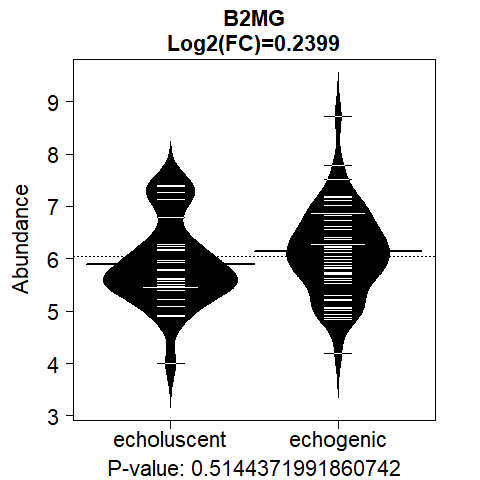 B2MG
Log2(FC)=0.2399
Abundance
9
8
7
6
5
4
3
echoluscent echogenic
P-value: 0.5144371991860742